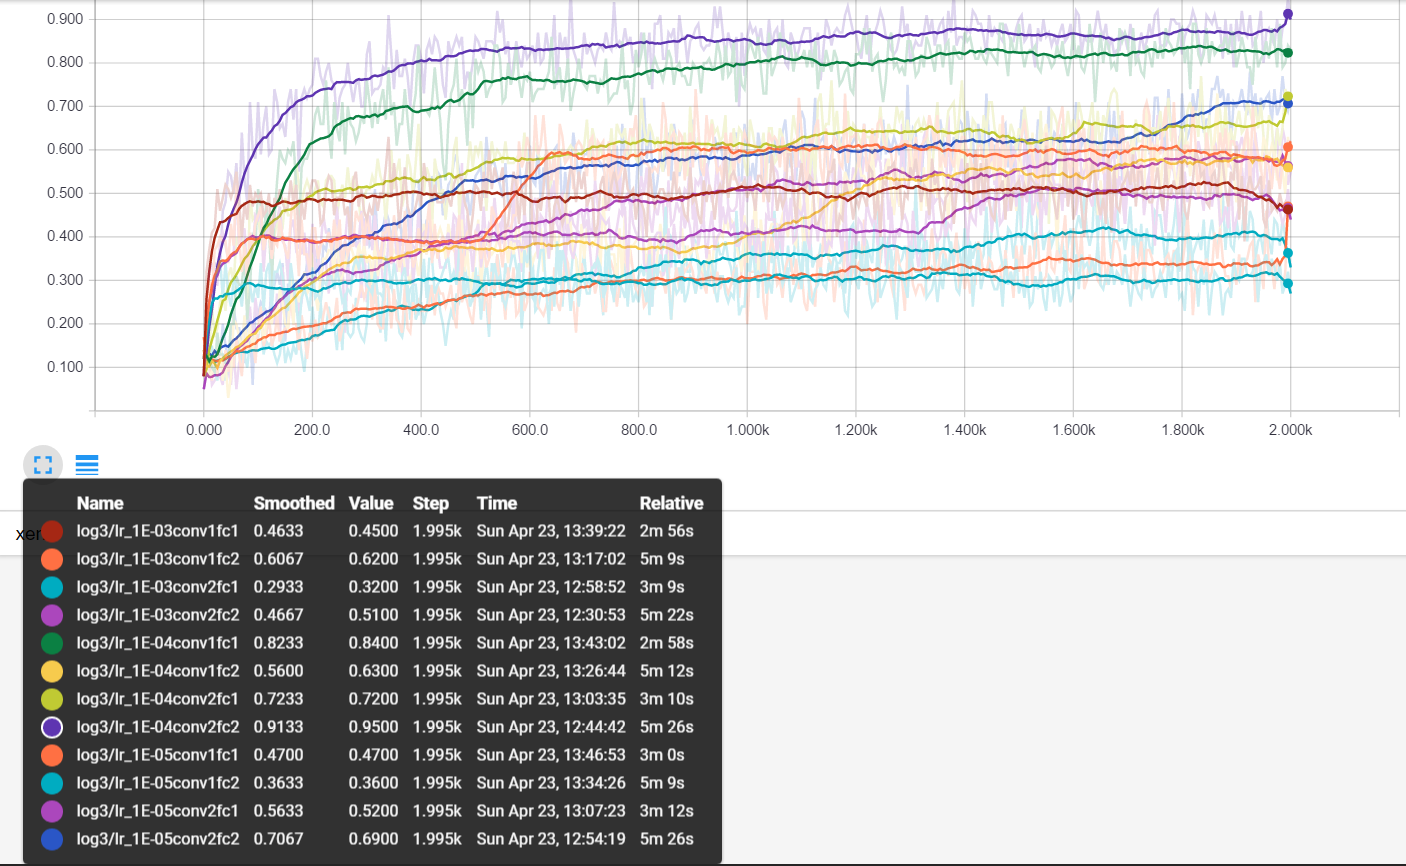 0.900
0.800
0.700
0.600
0.500
0.400
0.300
0.200
0.100
0.000 200.0 400.0 600.0 800.0 1.000k 1.200k 1.400k 1.600k 1.800k 2.000k
Name Smoothed Value Step Time Relative
log3/lr_1E-03conv1fc1 0.4633 0.4500 1.995k Sun Apr 23, 13:39:22 2m 56s
log3/lr_1E-03conv1fc2 0.6067 0.6200 1.995k Sun Apr 23, 13:17:02 5m 9s
log3/lr_1E-03conv2fc1 0.2933 0.3200 1.995k Sun Apr 23, 12:58:52 3m 9s
log3/lr_1E-03conv2fc2 0.4667 0.5100 1.995k Sun Apr 23, 12:30:53 5m 22s
log3/lr_1E-04conv1fc1 0.8233 0.8400 1.995k Sun Apr 23, 13:43:02 2m 58s
log3/lr_1E-04conv1fc2 0.5600 0.6300 1.995k Sun Apr 23, 13:26:44 5m 12s
log3/lr_1E-04conv2fc1 0.7233 0.7200 1.995k Sun Apr 23, 13:03:35 3m 10s
log3/lr_1E-04conv2fc2 0.9133 0.9500 1.995k Sun Apr 23, 12:44:42 5m 26s
log3/lr_1E-05conv1fc1 0.4700 0.4700 1.995k Sun Apr 23, 13:46:53 3m 0s
log3/lr_1E-05conv1fc2 0.3633 0.3600 1.995k Sun Apr 23, 13:34:26 5m 9s
log3/lr_1E-05conv2fc1 0.5633 0.5200 1.995k Sun Apr 23, 13:07:23 3m 12s
log3/lr_1E-05conv2fc2 0.7067 0.6900 1.995k Sun Apr 23, 12:54:19 5m 26s